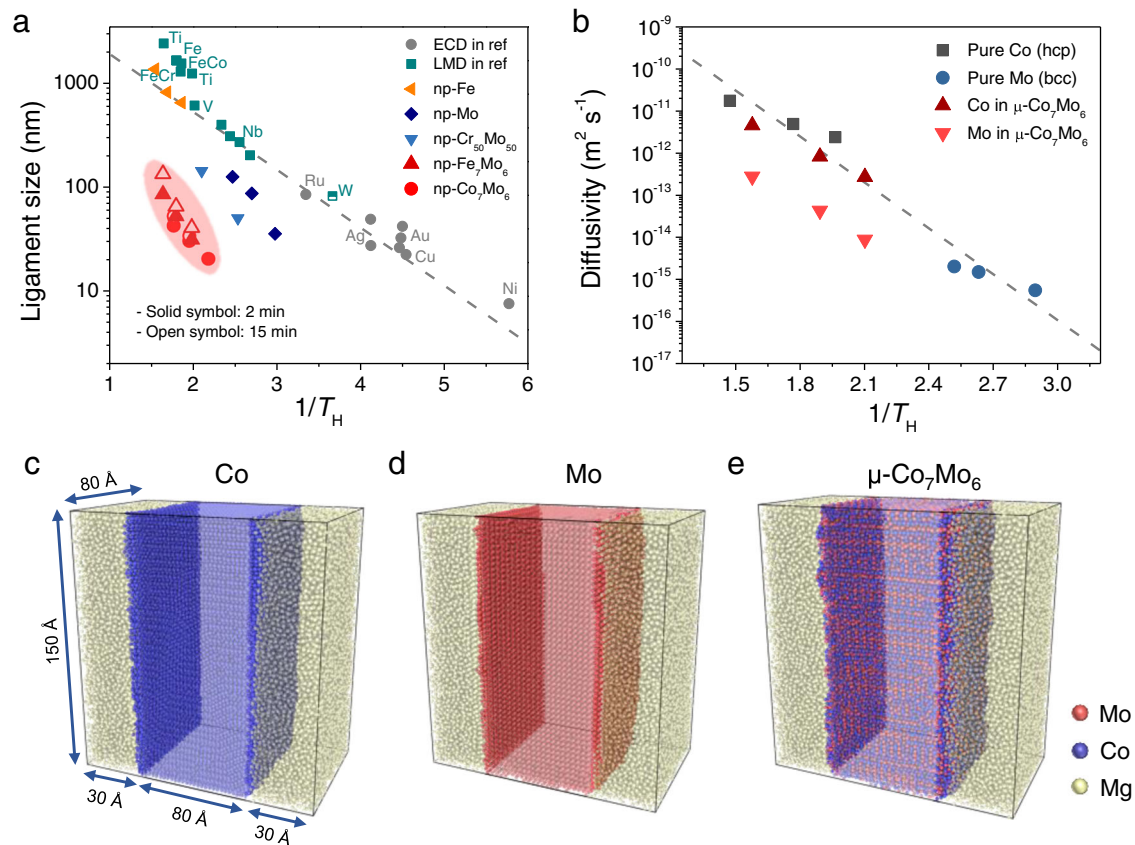 a
Ligament size (nm)
1000
100
10
1
2
3
4
5
6
1/T_H
Ti
Fe
FeCo
FeCr
Ti
V
Nb
Ru
W
Ag
Au
Cu
Ni
ECD in ref
LMD in ref
np-Fe
np-Mo
np-Cr₅₀Mo₅₀
np-Fe₇Mo₆
np-Co₇Mo₆
- Solid symbol: 2 min
- Open symbol: 15 min
b
Diffusivity (m² s⁻¹)
10⁻⁹
10⁻¹⁰
10⁻¹¹
10⁻¹²
10⁻¹³
10⁻¹⁴
10⁻¹⁵
10⁻¹⁶
10⁻¹⁷
1.5
1.8
2.1
2.4
2.7
3.0
1/T_H
Pure Co (hcp)
Pure Mo (bcc)
Co in μ-Co₇Mo₆
Mo in μ-Co₇Mo₆
c
Co
80 Å
150 Å
30 Å
80 Å
30 Å
d
Mo
e
μ-Co₇Mo₆
Mo
Co
Mg